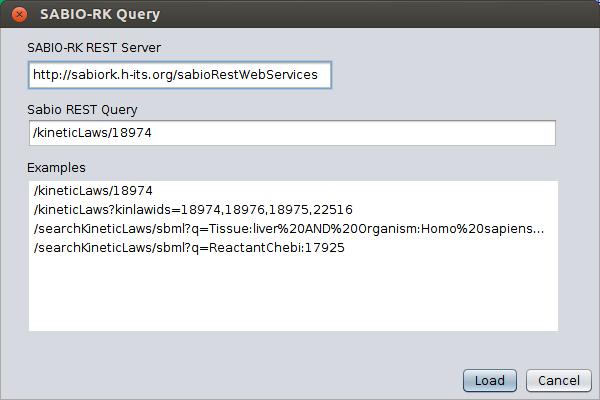 SABIO-RK Query
SABIO-RK REST Server
http://sabiork.h-its.org/sabioRestWebServices
Sabio REST Query
/kineticLaws/18974
Examples
/kineticLaws/18974
/kineticLaws?kinlawids=18974,18976,18975,22516
/searchKineticLaws/sbml?q=Tissue:liver%20AND%20Organism:Homo%20sapiens...
/searchKineticLaws/sbml?q=ReactantChebi:17925
Load Cancel